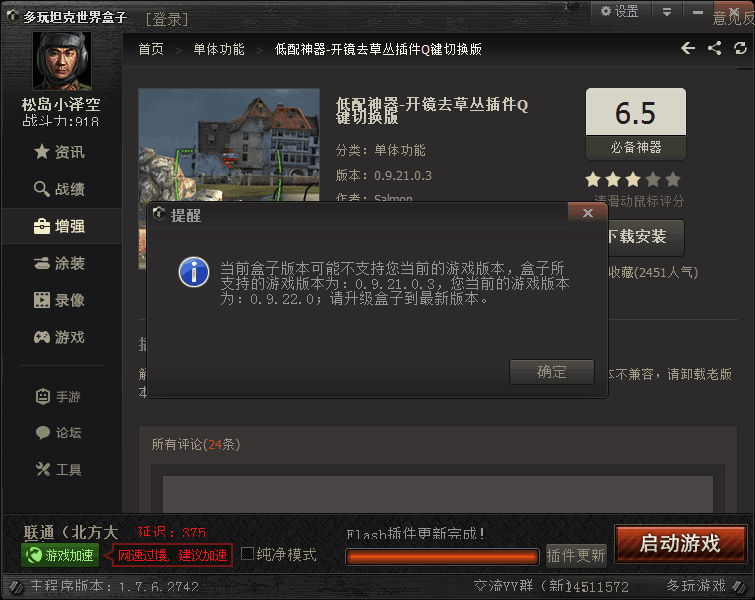 多玩坦克世界盒子
[登录]
设置
意见反
首页 > 单体功能 > 低配神器-开镜去草丛插件Q键切换版
松岛小泽空
战斗力:918
资讯
战绩
增强
涂装
录像
游戏
手游
论坛
工具
低配神器-开镜去草丛插件Q
键切换版
分类：单体功能
版本：0.9.21.0.3
作者：Salmon
6.5
必备神器
请滑动鼠标评分
下载安装
收藏(2451人气)
提醒
当前盒子版本可能不支持您当前的游戏版本，盒子所
支持的游戏版本为：0.9.21.0.3，您当前的游戏版本
为：0.9.22.0；请升级盒子到最新版本。
确定
本不兼容，请卸载老版
本
所有评论(24条)
联通（北方大
延迟：375
游戏加速
网速过慢，建议加速
纯净模式
Flash插件更新完成！
插件更新
启动游戏
主程序版本：1.7.6.2742
交流YY群（新)14511572
多玩游戏